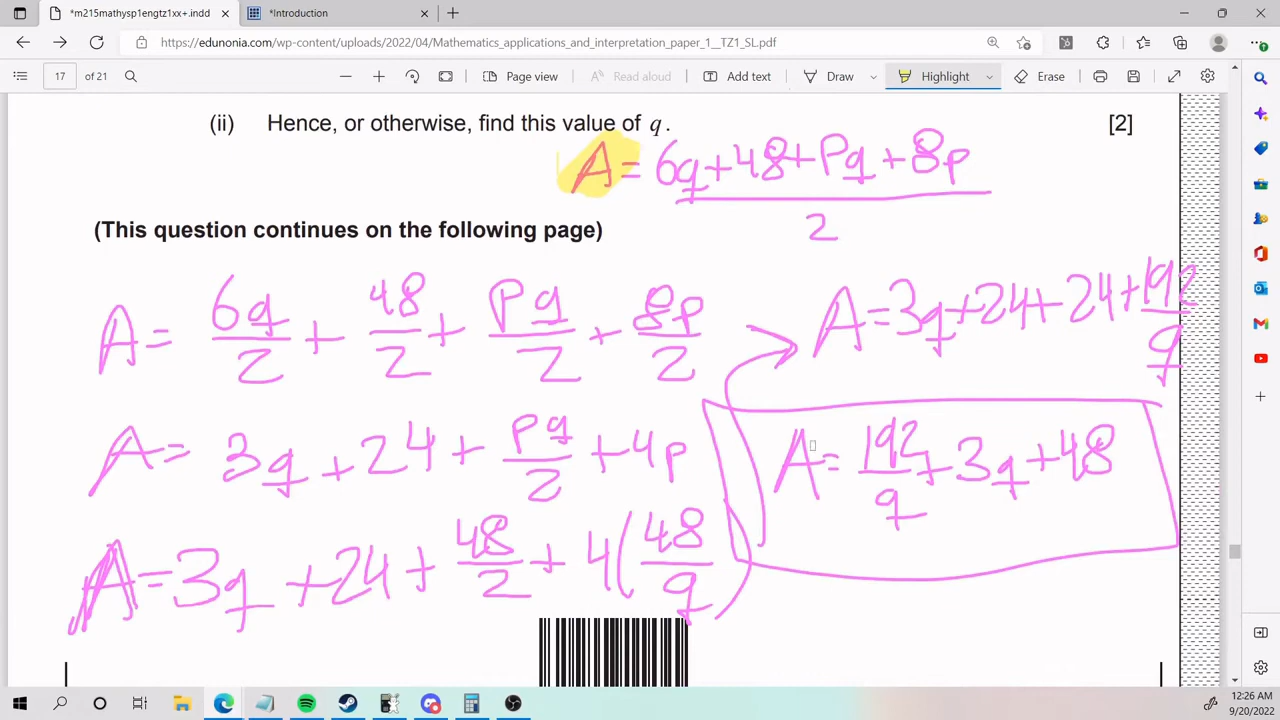 *m215mathysp1engtz1xx+.indd
*Introduction
https://edunonia.com/wp-content/uploads/2022/04/Mathematics_applications_and_interpretation_paper_1__TZ1_SL.pdf
17 of 21
Page view
Read aloud
Add text
Draw
Highlight
Erase
(ii) Hence, or otherwise, find this value of q. [2]
A = (6q + 48 + Pq + 8p)/2
(This question continues on the following page)
A = 6q/2 + 48/2 + Pq/2 + 8p/2
A = 3q + 24 + 24 + 192/q
A = 3q + 24 + pq/2 + 4p
A = 192/q + 3q + 48
A = 3q + 24 + 48/ + 4(48/q)
12:26 AM
9/20/2022